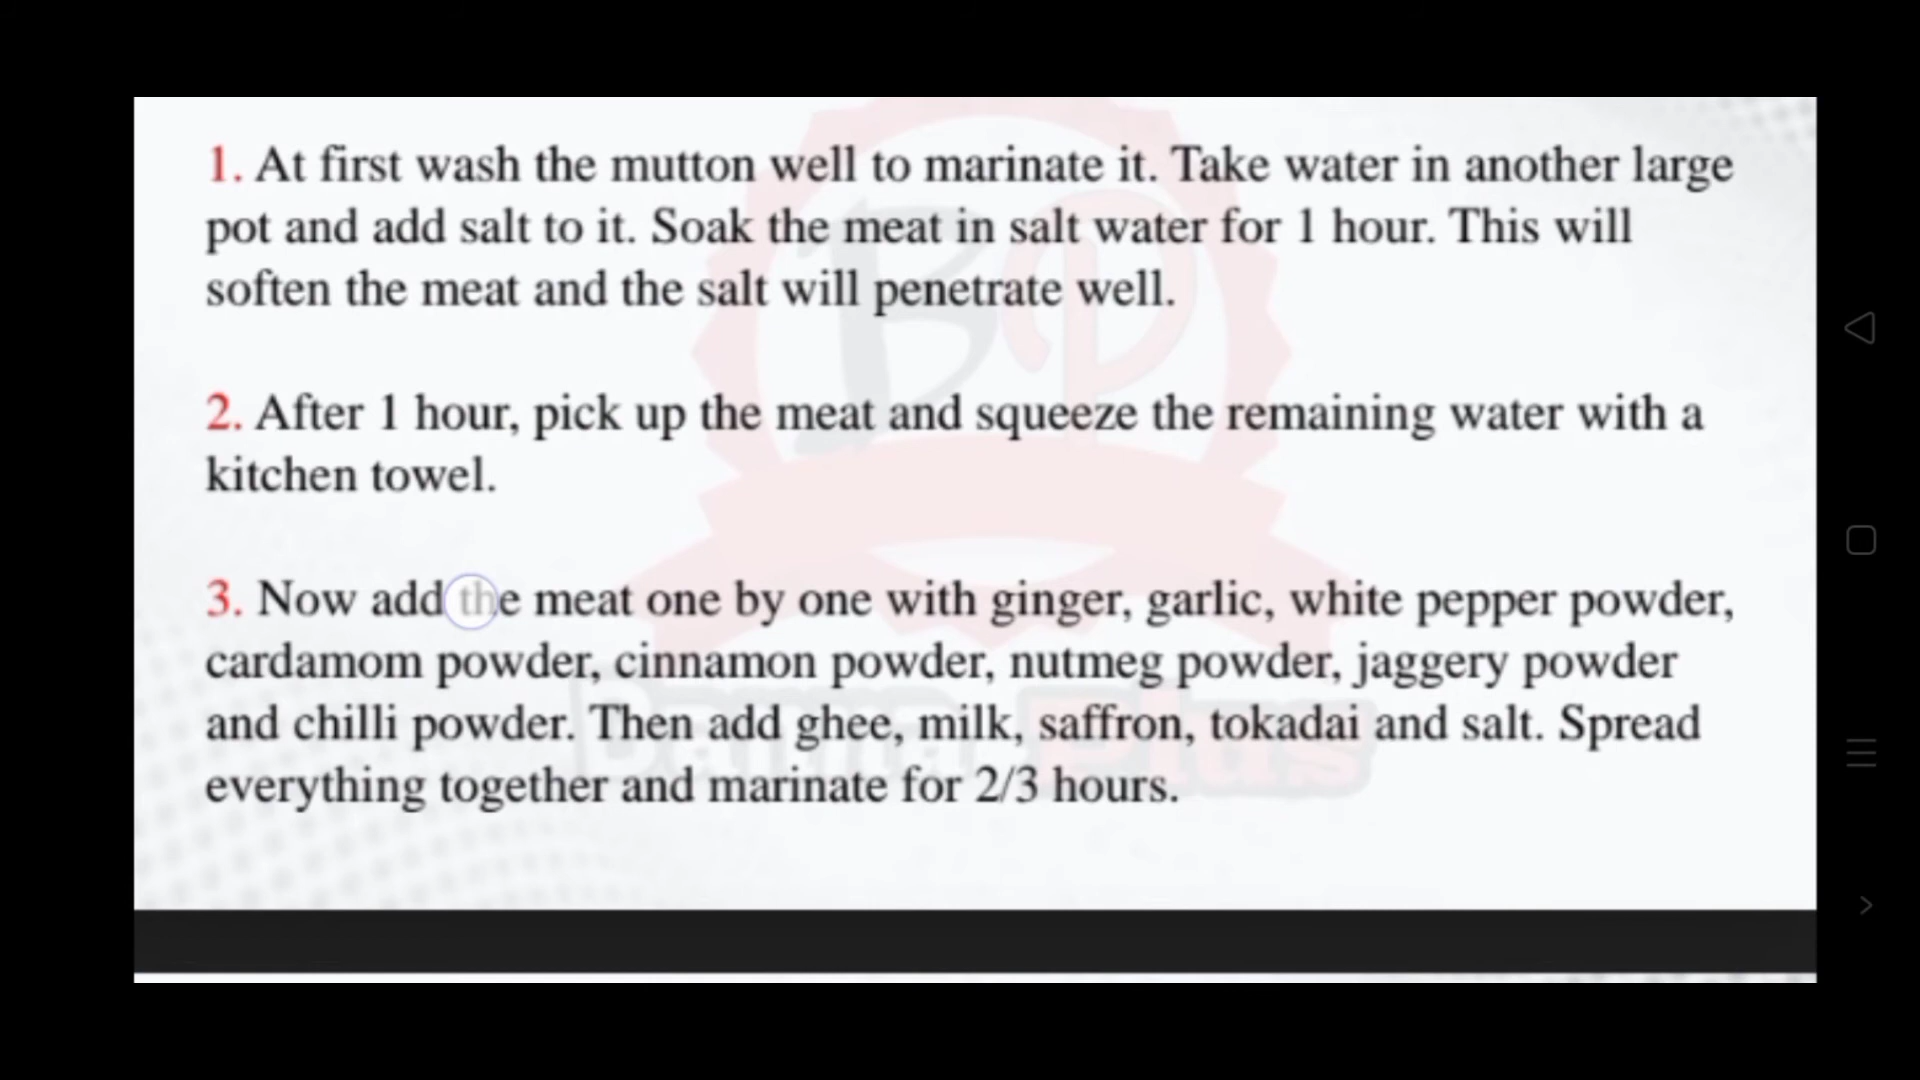 1. At first wash the mutton well to marinate it. Take water in another large
pot and add salt to it. Soak the meat in salt water for 1 hour. This will
soften the meat and the salt will penetrate well.
2. After 1 hour, pick up the meat and squeeze the remaining water with a
kitchen towel.
3. Now add the meat one by one with ginger, garlic, white pepper powder,
cardamom powder, cinnamon powder, nutmeg powder, jaggery powder
and chilli powder. Then add ghee, milk, saffron, tokadai and salt. Spread
everything together and marinate for 2/3 hours.
BP
Plus